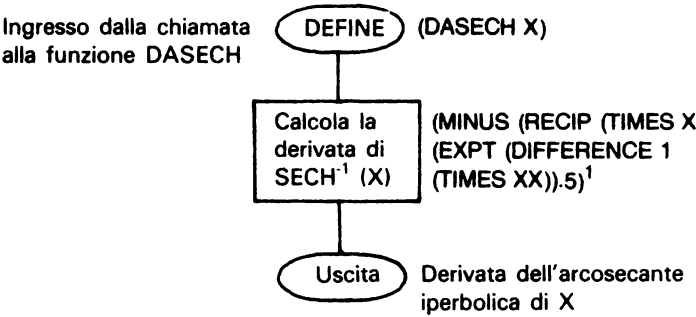 Ingresso dalla chiamata
alla funzione DASECH
DEFINE
(DASECH X)
Calcola la
derivata di
SECH⁻¹ (X)
(MINUS (RECIP (TIMES X
(EXPT (DIFFERENCE 1
(TIMES XX)).5)¹
Uscita
Derivata dell'arcosecante
iperbolica di X